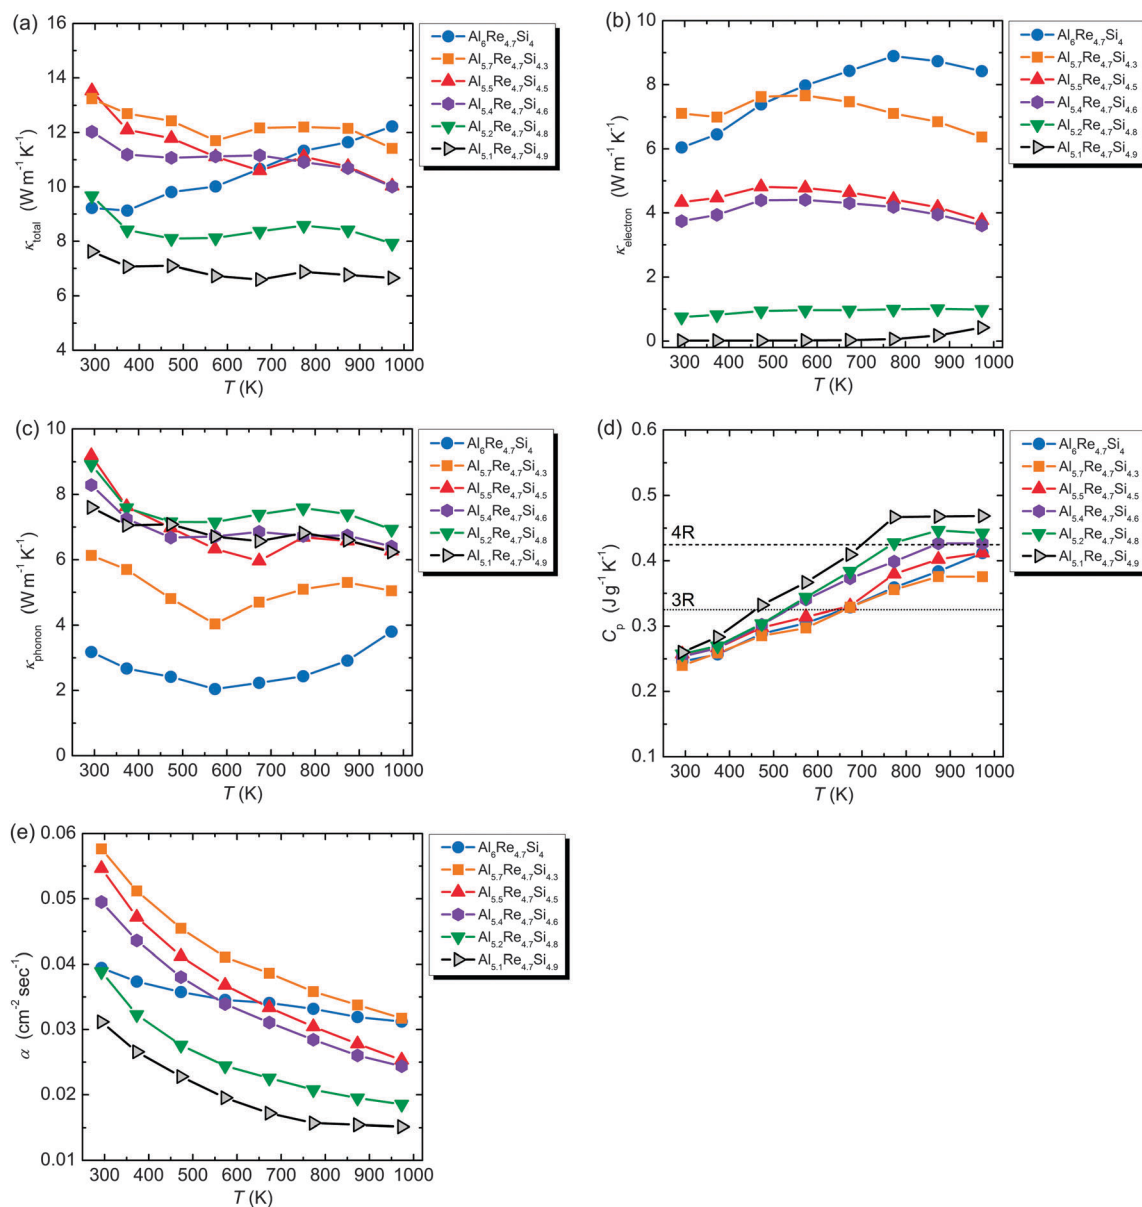 (a)
16
14
12
10
8
6
4
κ_total (W m⁻¹ K⁻¹)
300 400 500 600 700 800 900 1000
T (K)
Al₆Re₄.₇Si₄
Al₅.₇Re₄.₇Si₄.₃
Al₅.₅Re₄.₇Si₄.₅
Al₅.₄Re₄.₇Si₄.₆
Al₅.₂Re₄.₇Si₄.₈
Al₅.₁Re₄.₇Si₄.₉
(b)
10
8
6
4
2
0
κ_electron (W m⁻¹ K⁻¹)
300 400 500 600 700 800 900 1000
T (K)
Al₆Re₄.₇Si₄
Al₅.₇Re₄.₇Si₄.₃
Al₅.₅Re₄.₇Si₄.₅
Al₅.₄Re₄.₇Si₄.₆
Al₅.₂Re₄.₇Si₄.₈
Al₅.₁Re₄.₇Si₄.₉
(c)
10
8
6
4
2
0
κ_phonon (W m⁻¹ K⁻¹)
300 400 500 600 700 800 900 1000
T (K)
Al₆Re₄.₇Si₄
Al₅.₇Re₄.₇Si₄.₃
Al₅.₅Re₄.₇Si₄.₅
Al₅.₄Re₄.₇Si₄.₆
Al₅.₂Re₄.₇Si₄.₈
Al₅.₁Re₄.₇Si₄.₉
(d)
0.6
0.5
0.4
0.3
0.2
0.1
C_p (J g⁻¹ K⁻¹)
4R
3R
300 400 500 600 700 800 900 1000
T (K)
Al₆Re₄.₇Si₄
Al₅.₇Re₄.₇Si₄.₃
Al₅.₅Re₄.₇Si₄.₅
Al₅.₄Re₄.₇Si₄.₆
Al₅.₂Re₄.₇Si₄.₈
Al₅.₁Re₄.₇Si₄.₉
(e)
0.06
0.05
0.04
0.03
0.02
0.01
α (cm⁻² sec⁻¹)
300 400 500 600 700 800 900 1000
T (K)
Al₆Re₄.₇Si₄
Al₅.₇Re₄.₇Si₄.₃
Al₅.₅Re₄.₇Si₄.₅
Al₅.₄Re₄.₇Si₄.₆
Al₅.₂Re₄.₇Si₄.₈
Al₅.₁Re₄.₇Si₄.₉